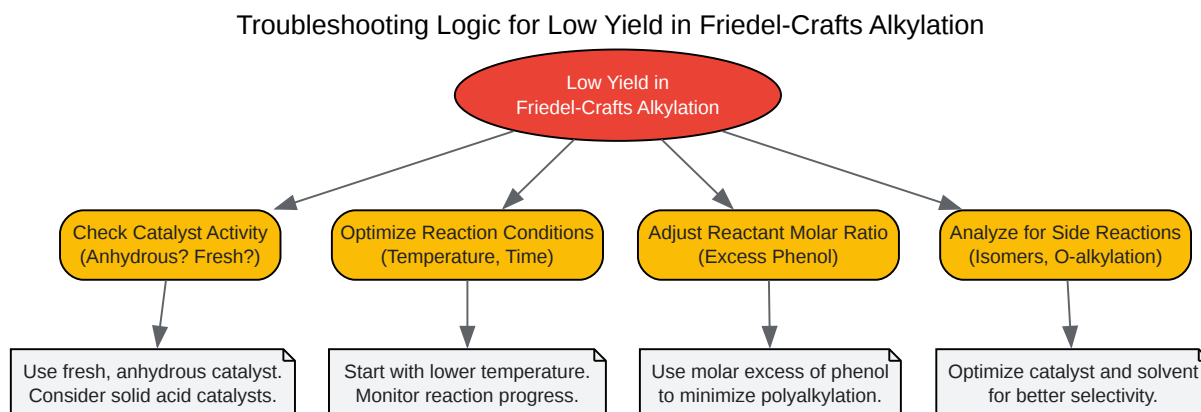 Troubleshooting Logic for Low Yield in Friedel-Crafts Alkylation
Low Yield in
Friedel-Crafts Alkylation
Check Catalyst Activity
(Anhydrous? Fresh?)
Optimize Reaction Conditions
(Temperature, Time)
Adjust Reactant Molar Ratio
(Excess Phenol)
Analyze for Side Reactions
(Isomers, O-alkylation)
Use fresh, anhydrous catalyst.
Consider solid acid catalysts.
Start with lower temperature.
Monitor reaction progress.
Use molar excess of phenol
to minimize polyalkylation.
Optimize catalyst and solvent
for better selectivity.